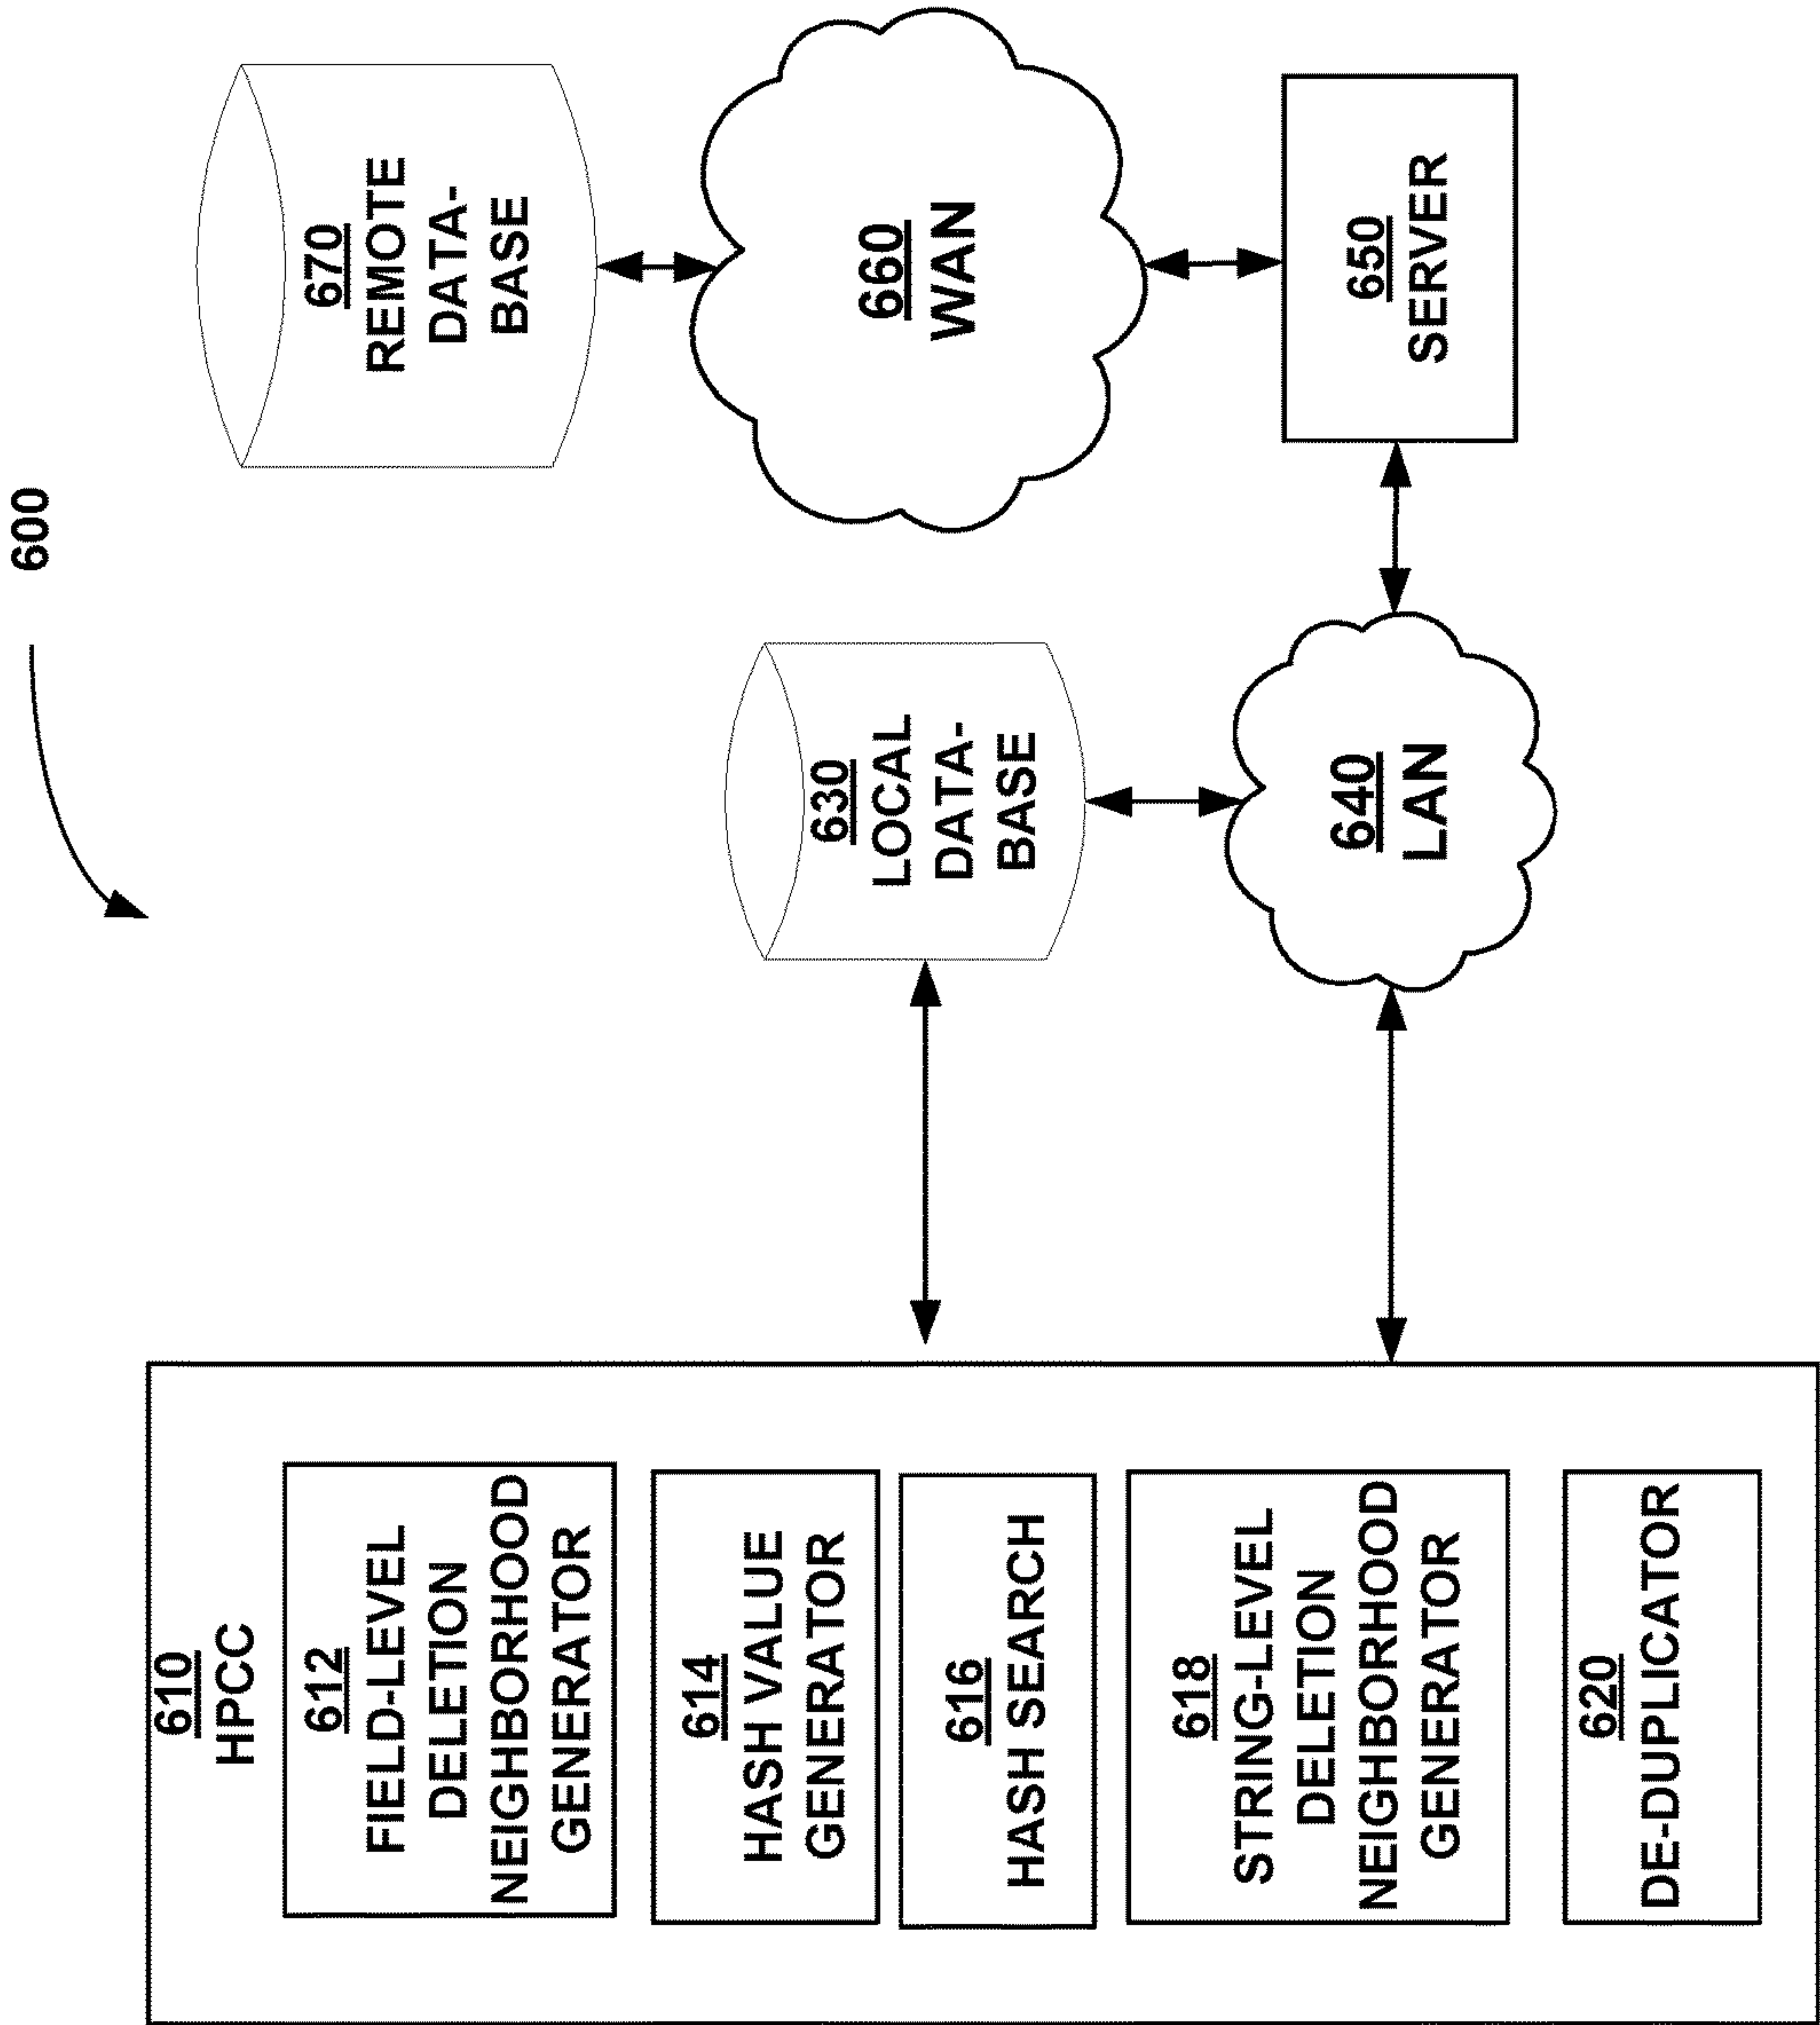 600
610
HPCC
612
FIELD-LEVEL
DELETION
NEIGHBORHOOD
GENERATOR
614
HASH VALUE
GENERATOR
616
HASH SEARCH
618
STRING-LEVEL
DELETION
NEIGHBORHOOD
GENERATOR
620
DE-DUPLICATOR
630
LOCAL
DATA-
BASE
640
LAN
670
REMOTE
DATA-
BASE
660
WAN
650
SERVER